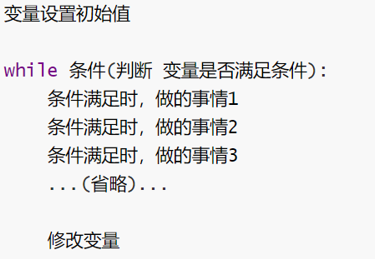 变量设置初始值
while 条件(判断 变量是否满足条件):
条件满足时，做的事情1
条件满足时，做的事情2
条件满足时，做的事情3
...(省略)...
修改变量